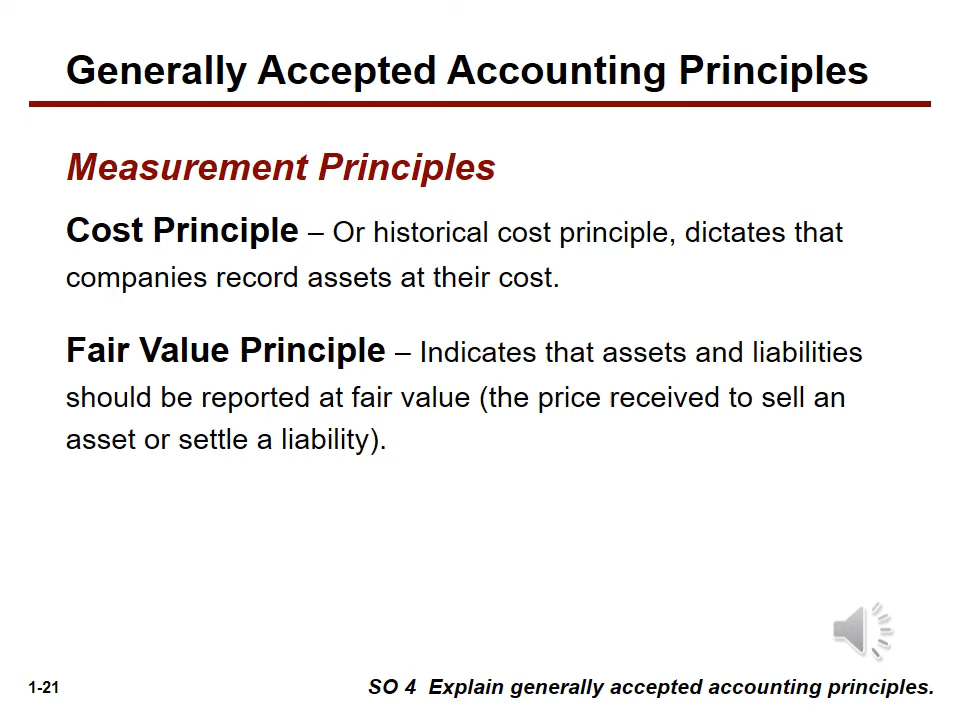 Generally Accepted Accounting Principles
Measurement Principles
Cost Principle – Or historical cost principle, dictates that
companies record assets at their cost.
Fair Value Principle – Indicates that assets and liabilities
should be reported at fair value (the price received to sell an
asset or settle a liability).
1-21
SO 4 Explain generally accepted accounting principles.